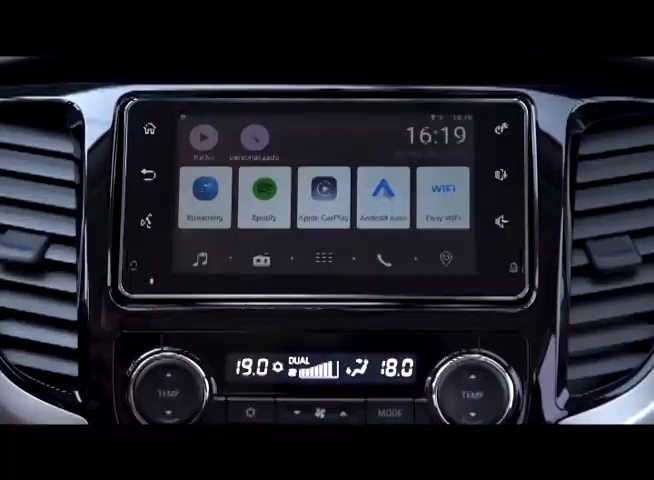 16:19
Radio
personalizado
WiFi
Streaming
Spotify
Apple CarPlay
Android Auto
Easy WiFi
DUAL
19.0
18.0
TEMP
TEMP
MODE